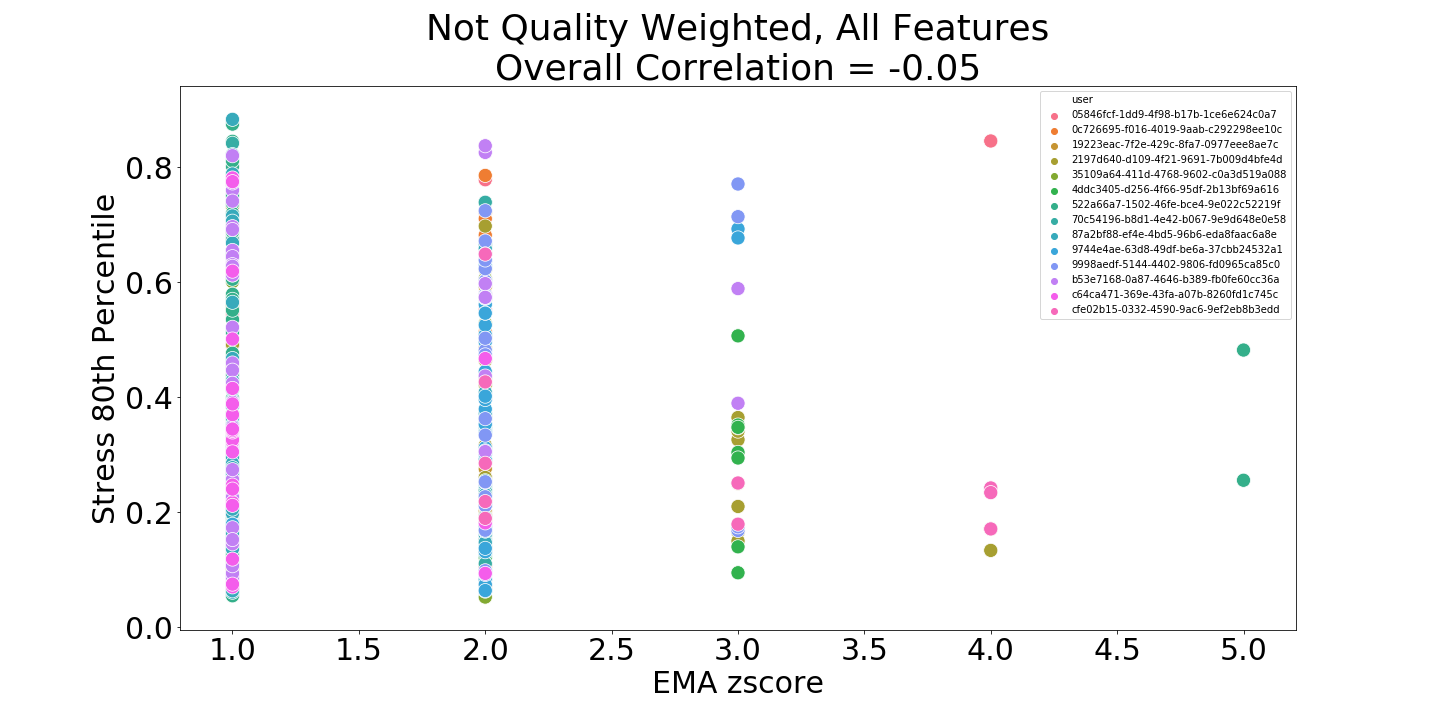 Not Quality Weighted, All Features
Overall Correlation = -0.05
user
05846fcf-1dd9-4f98-b17b-1ce6e624c0a7
0c726695-f016-4019-9aab-c292298ee10c
19223eac-7f2e-429c-8fa7-0977eee8ae7c
2197d640-d109-4f21-9691-7b009d4bfe4d
35109a64-411d-4768-9602-c0a3d519a088
4ddc3405-d256-4f66-95df-2b13bf69a616
522a66a7-1502-46fe-bce4-9e022c52219f
70c54196-b8d1-4e42-b067-9e9d648e0e58
87a2bf88-ef4e-4bd5-96b6-eda8faac6a8e
9744e4ae-63d8-49df-be6a-37cbb24532a1
9998aedf-5144-4402-9806-fd0965ca85c0
b53e7168-0a87-4646-b389-fb0fe60cc36a
c64ca471-369e-43fa-a07b-8260fd1c745c
cfe02b15-0332-4590-9ac6-9ef2eb8b3edd
Stress 80th Percentile
0.8
0.6
0.4
0.2
0.0
1.0 1.5 2.0 2.5 3.0 3.5 4.0 4.5 5.0
EMA zscore